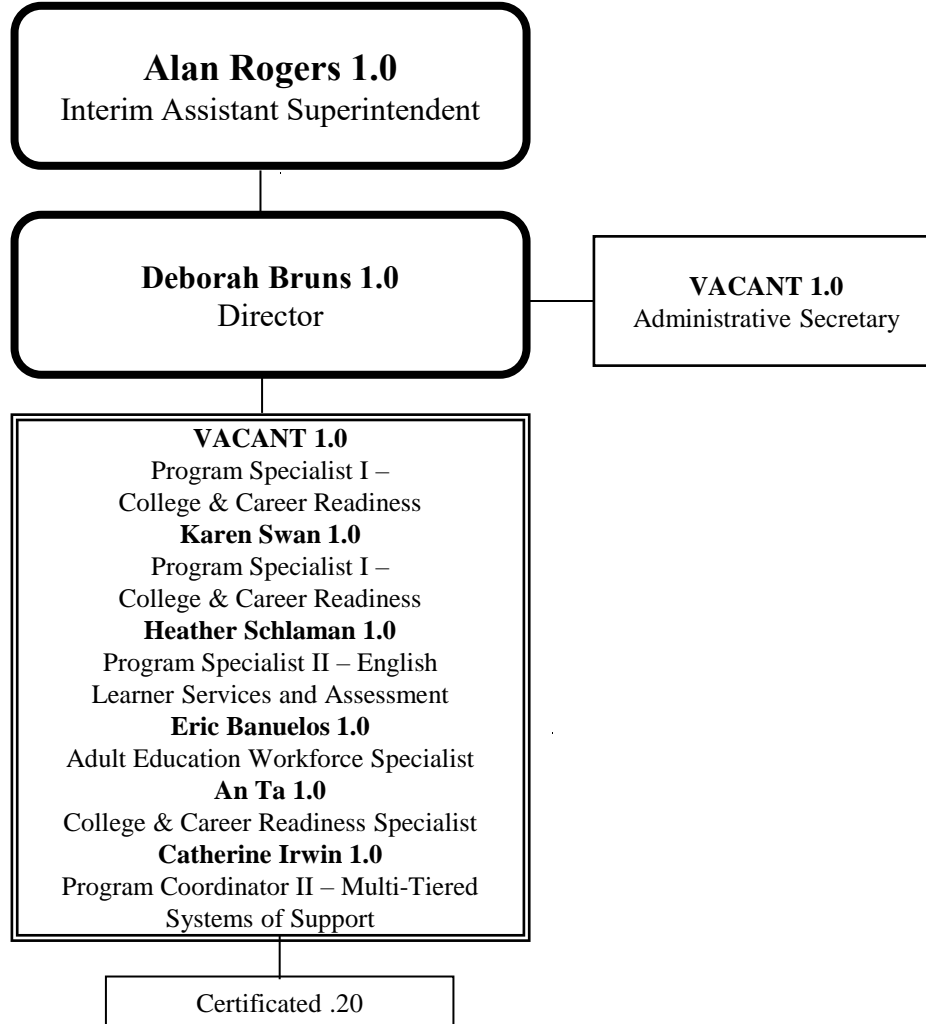 Alan Rogers 1.0
Interim Assistant Superintendent
Deborah Bruns 1.0
Director
VACANT 1.0
Administrative Secretary
VACANT 1.0
Program Specialist I –
College & Career Readiness
Karen Swan 1.0
Program Specialist I –
College & Career Readiness
Heather Schlaman 1.0
Program Specialist II – English
Learner Services and Assessment
Eric Banuelos 1.0
Adult Education Workforce Specialist
An Ta 1.0
College & Career Readiness Specialist
Catherine Irwin 1.0
Program Coordinator II – Multi-Tiered
Systems of Support
Certificated .20